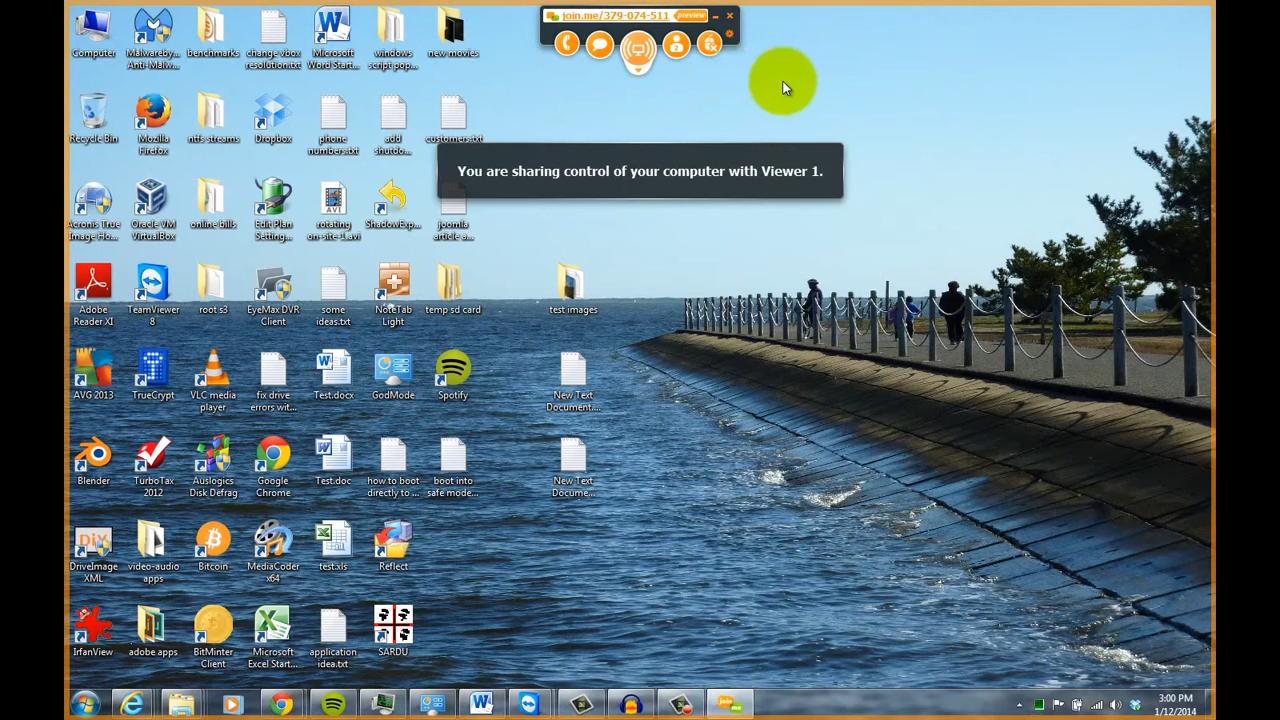 join.me/379-074-511 preview
You are sharing control of your computer with Viewer 1.
Computer
Malwareby... Anti-Malw...
benchmarks
change vbox resolution.txt
Microsoft Word Start...
windows script pop...
new movies
Recycle Bin
Mozilla Firefox
ntfs streams
Dropbox
phone numbers.txt
add shutdo...
customers.txt
Acronis True Image Ho...
Oracle VM VirtualBox
online bills
Edit Plan Setting...
rotating on-site-1.avi
ShadowExp...
joomla article a...
Adobe Reader XI
TeamViewer 8
root s3
EyeMax DVR Client
some ideas.txt
NoteTab Light
temp sd card
test images
AVG 2013
TrueCrypt
VLC media player
fix drive errors wit...
Test.docx
GodMode
Spotify
New Text Document....
Blender
TurboTax 2012
Auslogics Disk Defrag
Google Chrome
Test.doc
how to boot directly to ...
boot into safe mode...
New Text Docume...
DriveImage XML
video-audio apps
Bitcoin
MediaCoder x64
test.xls
Reflect
IrfanView
adobe apps
BitMinter Client
Microsoft Excel Start...
application idea.txt
SARDU
3:00 PM
1/12/2014